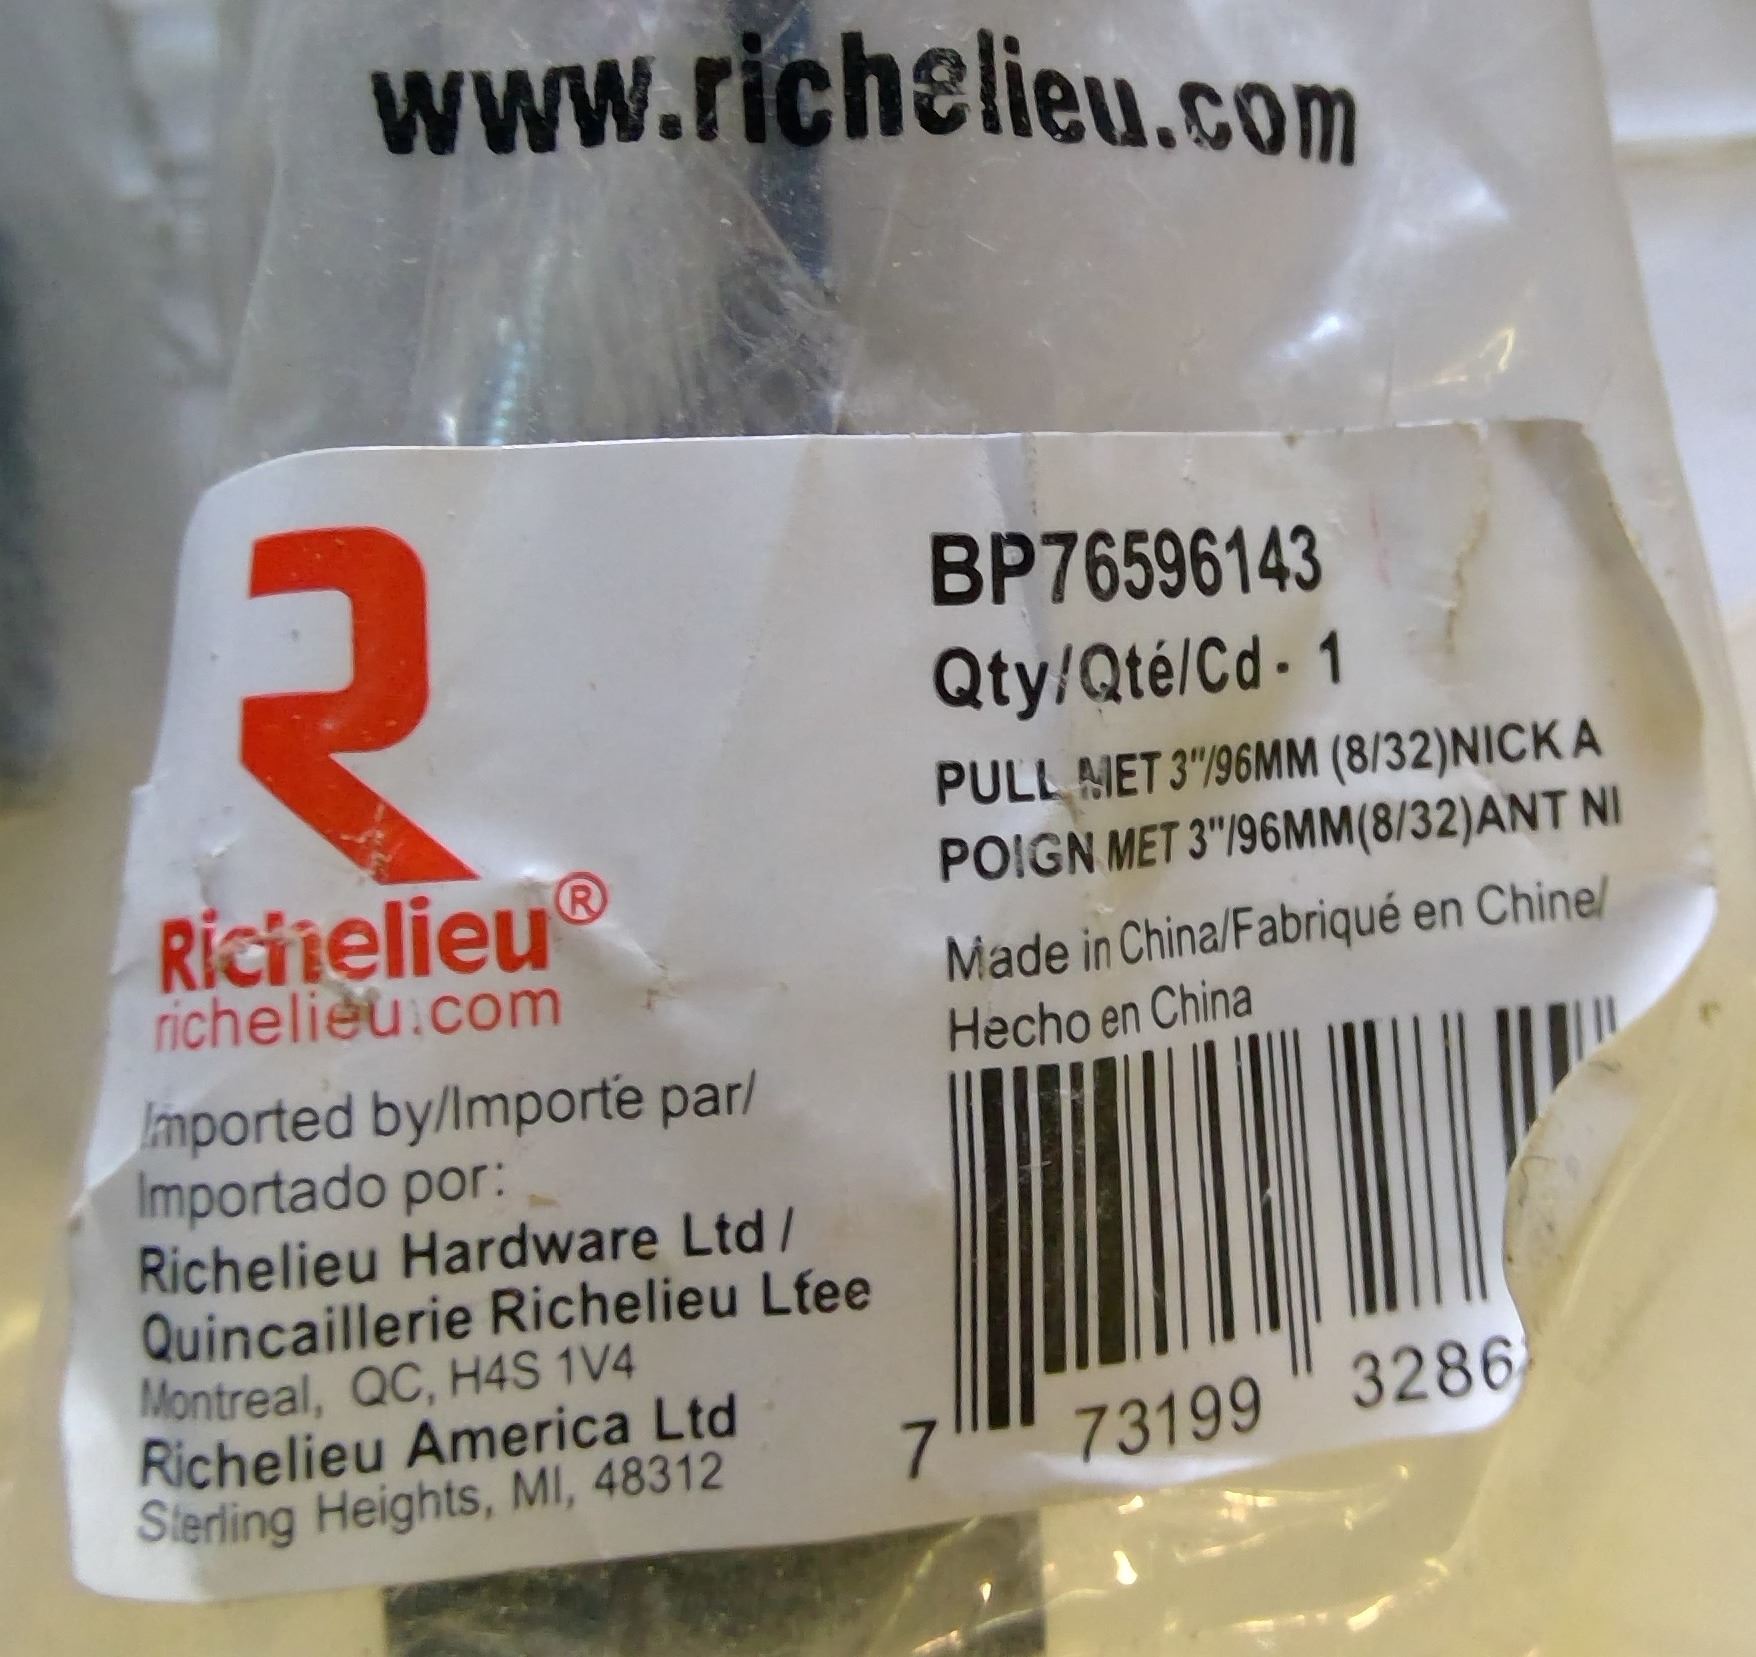 www.richelieu.com
BP76596143
Qty/Qté/Cd - 1
PULL MET 3"/96MM (8/32)NICK A
POIGN MET 3"/96MM(8/32)ANT NI
Made in China/Fabriqué en Chine/
Hecho en China
Richelieu®
richelieu.com
Imported by/Importé par/
Importado por:
Richelieu Hardware Ltd /
Quincaillerie Richelieu Ltée
Montreal, QC, H4S 1V4
Richelieu America Ltd
Sterling Heights, MI, 48312
7 73199 3286